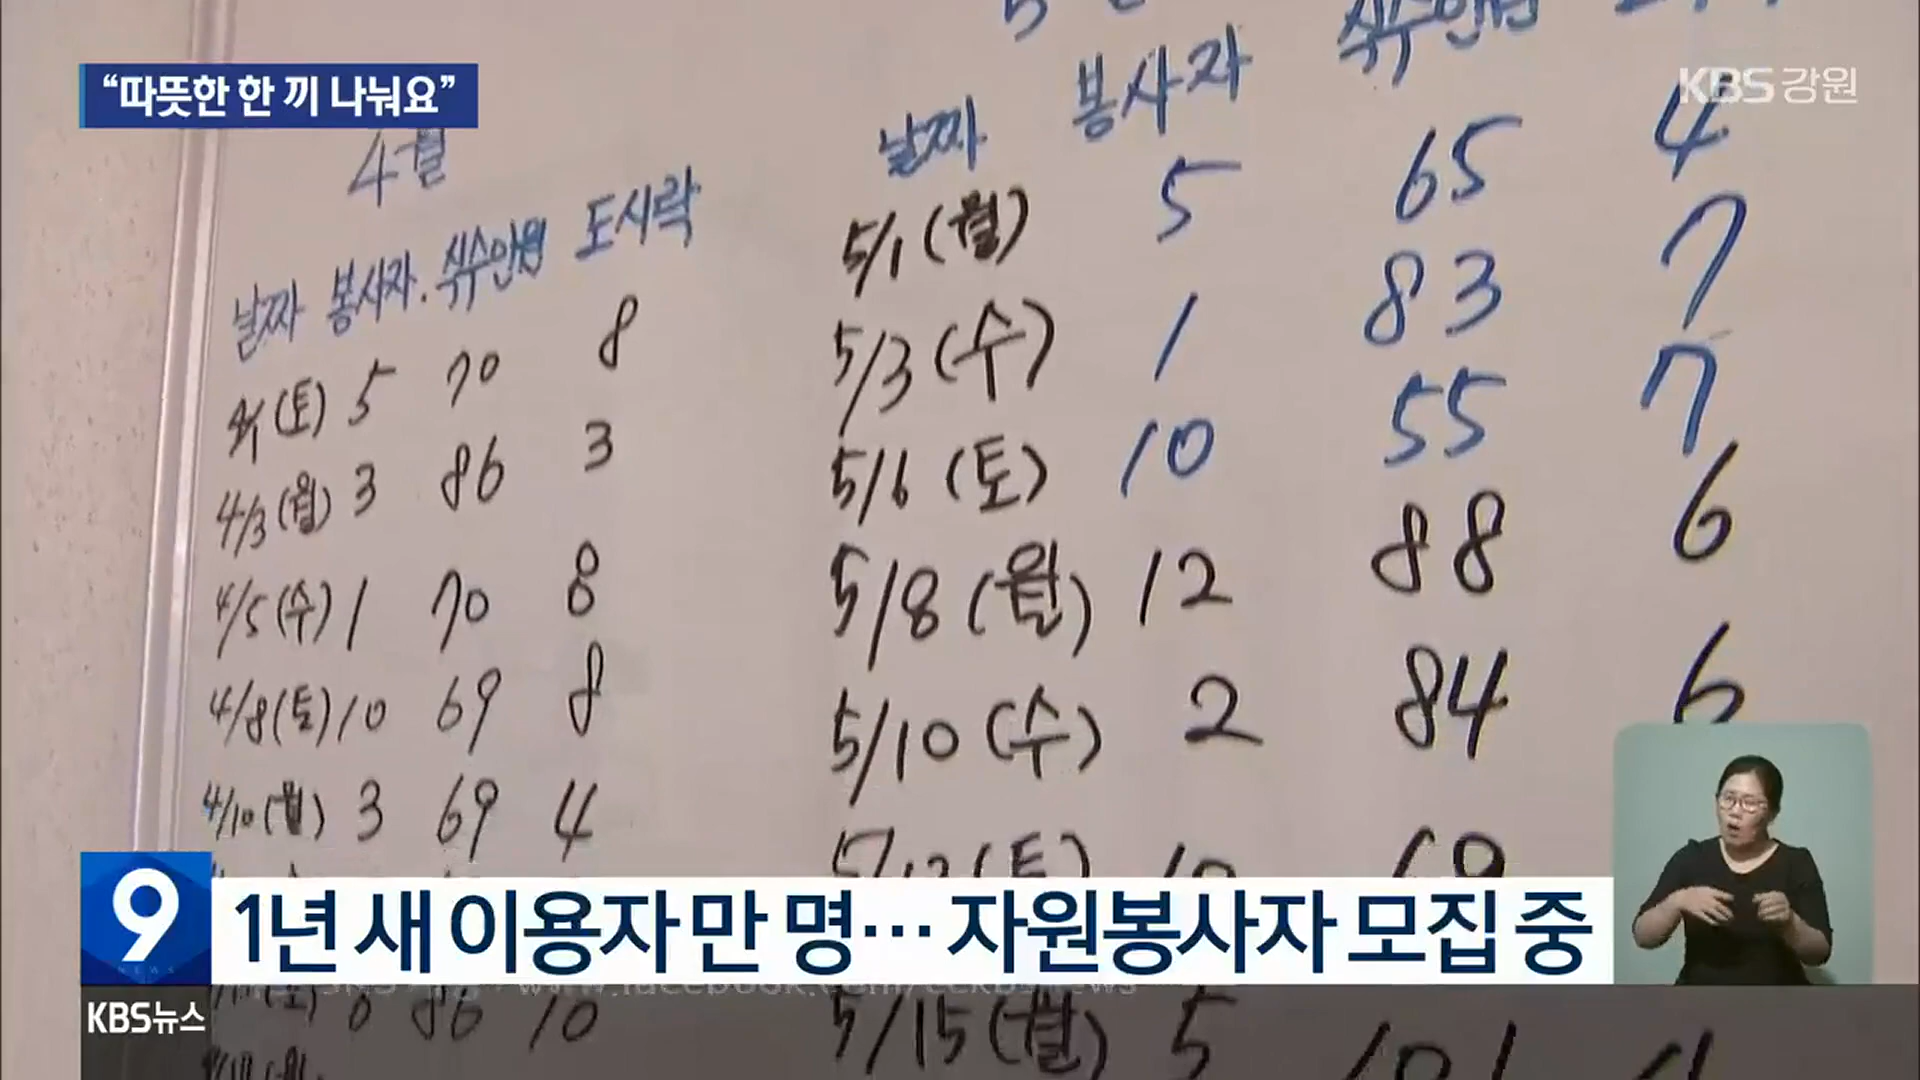 “따뜻한 한 끼 나눠요”
KBS 강원
4월
날짜 봉사자. 식수인원 도시락
4/1 (토) 5 70 8
4/3 (월) 3 86 3
4/5 (수) 1 70 8
4/8 (토) 10 69 8
4/10 (월) 3 69 4
86 10
날짜 봉사자 식수인원
5/1 (월) 5 65 4
5/3 (수) 1 83 7
5/6 (토) 10 55 7
5/8 (월) 12 88 6
5/10 (수) 2 84 6
5/15 (월) 5
9
NEWS
1년 새 이용자 만 명… 자원봉사자 모집 중
KBS뉴스